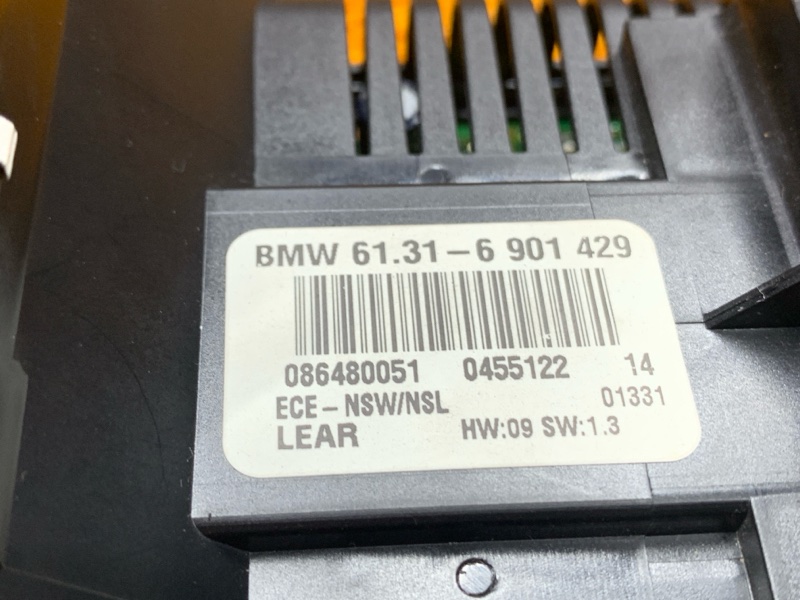 BMW 61.31-6 901 429
086480051 0455122 14
ECE-NSW/NSL 01331
LEAR HW:09 SW:1.3